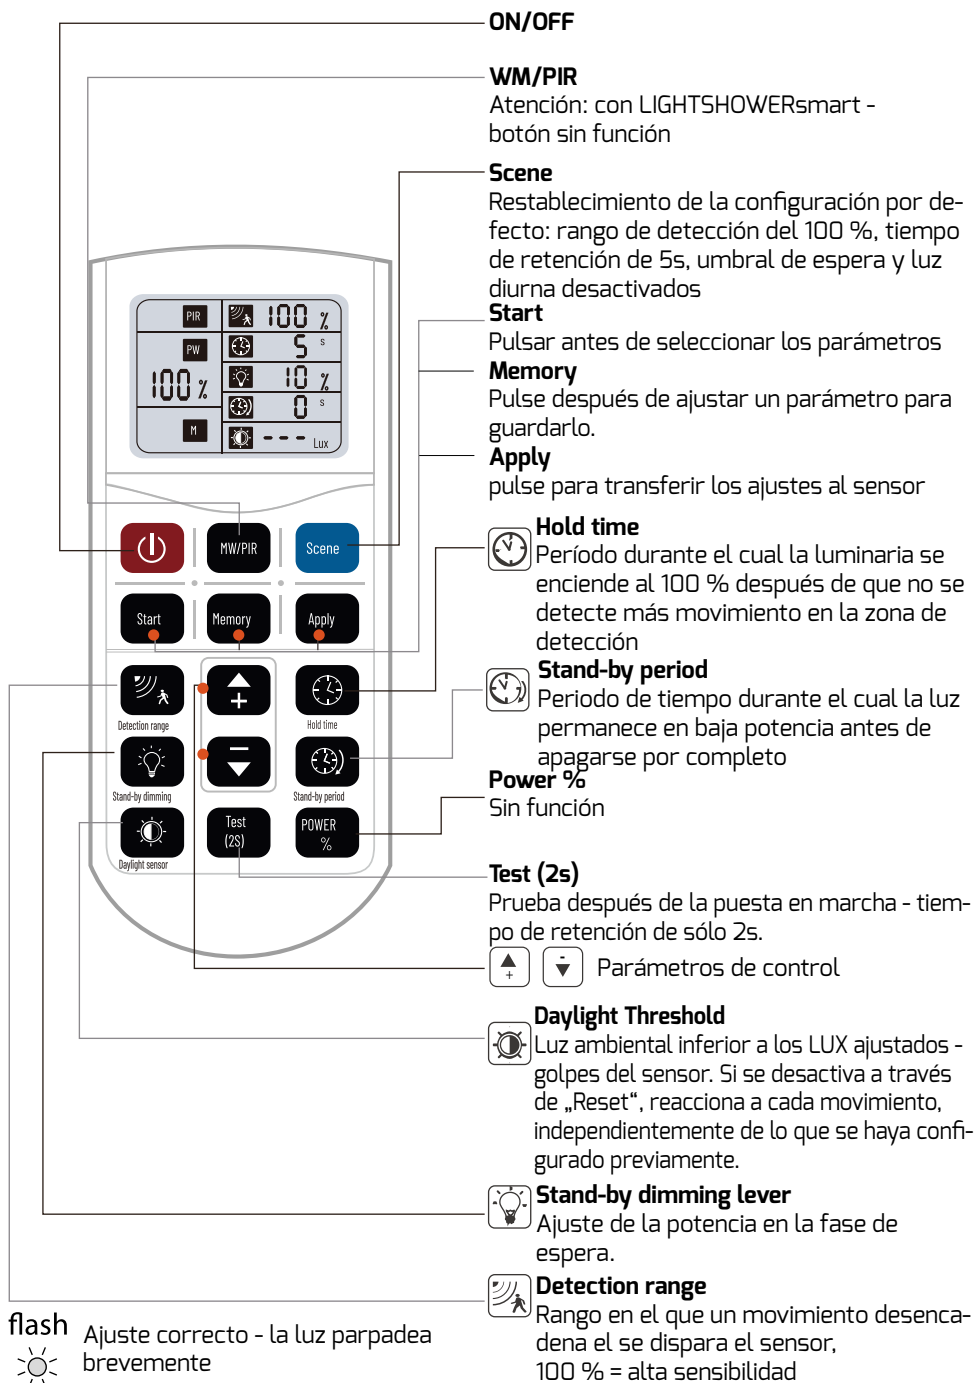 ON/OFF
WM/PIR
Atención: con LIGHTSHOWERsmart -
botón sin función
Scene
Restablecimiento de la configuración por de-
fecto: rango de detección del 100 %, tiempo
de retención de 5s, umbral de espera y luz
diurna desactivados
Start
Pulsar antes de seleccionar los parámetros
Memory
Pulse después de ajustar un parámetro para
guardarlo.
Apply
pulse para transferir los ajustes al sensor
Hold time
Período durante el cual la luminaria se
enciende al 100 % después de que no se
detecte más movimiento en la zona de
detección
Stand-by period
Periodo de tiempo durante el cual la luz
permanece en baja potencia antes de
apagarse por completo
Power %
Sin función
Test (2s)
Prueba después de la puesta en marcha - tiem-
po de retención de sólo 2s.
+ - Parámetros de control
Daylight Threshold
Luz ambiental inferior a los LUX ajustados -
golpes del sensor. Si se desactiva a través
de „Reset“, reacciona a cada movimiento,
independientemente de lo que se haya confi-
gurado previamente.
Stand-by dimming lever
Ajuste de la potencia en la fase de
espera.
Detection range
Rango en el que un movimiento desenca-
dena el se dispara el sensor,
100 % = alta sensibilidad
flash
Ajuste correcto - la luz parpadea
brevemente
PIR
100 %
PW
5 s
100 %
10 %
0 s
M
--- Lux
MW/PIR
Scene
Start
Memory
Apply
+
Detection range
Hold time
Stand-by dimming
Stand-by period
Test
(2S)
POWER
%
Daylight sensor